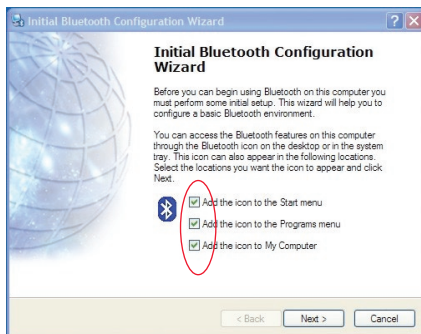 Initial Bluetooth Configuration Wizard
Initial Bluetooth Configuration
Wizard
Before you can begin using Bluetooth on this computer you
must perform some initial setup. This wizard will help you to
configure a basic Bluetooth environment.
You can access the Bluetooth features on this computer
through the Bluetooth icon on the desktop or in the system
tray. This icon can also appear in the following locations.
Select the locations you want the icon to appear and click
Next.
Add the icon to the Start menu
Add the icon to the Programs menu
Add the icon to My Computer
< Back
Next >
Cancel